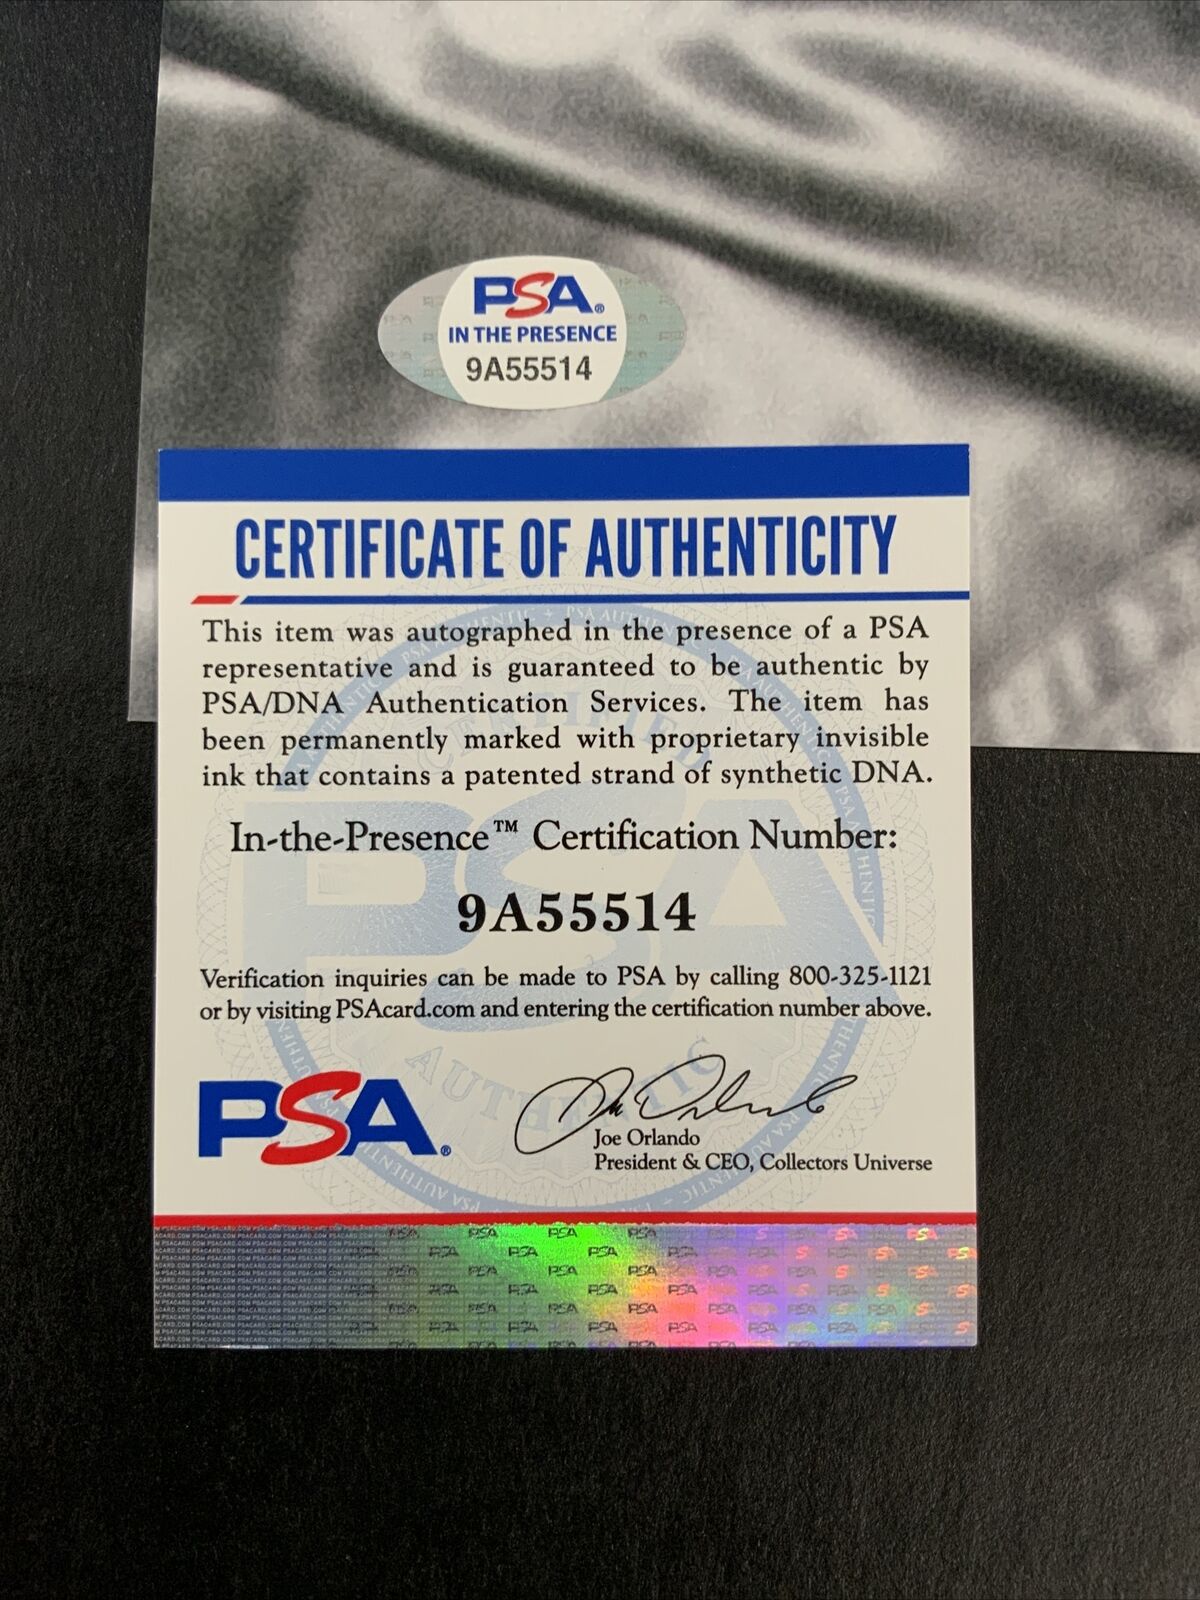 PSA®
IN THE PRESENCE
9A55514
CERTIFICATE OF AUTHENTICITY
This item was autographed in the presence of a PSA
representative and is guaranteed to be authentic by
PSA/DNA Authentication Services. The item has
been permanently marked with proprietary invisible
ink that contains a patented strand of synthetic DNA.
In-the-Presence™ Certification Number:
9A55514
Verification inquiries can be made to PSA by calling 800-325-1121
or by visiting PSAcard.com and entering the certification number above.
PSA®
Joe Orlando
President & CEO, Collectors Universe